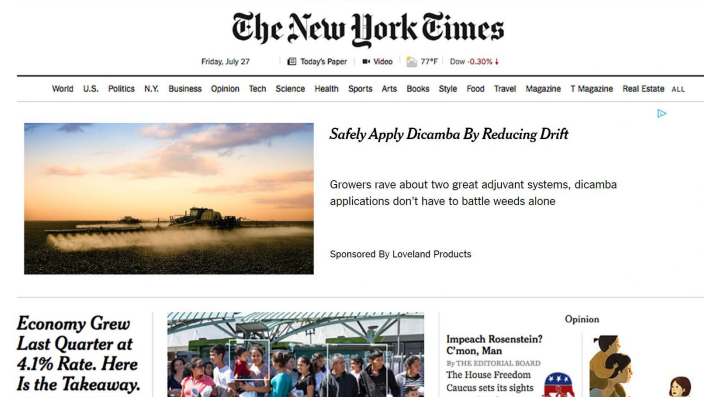 The New York Times
Friday, July 27 Today's Paper Video 77°F Dow -0.30% ↓
World U.S. Politics N.Y. Business Opinion Tech Science Health Sports Arts Books Style Food Travel Magazine T Magazine Real Estate ALL
Safely Apply Dicamba By Reducing Drift
Growers rave about two great adjuvant systems, dicamba
applications don't have to battle weeds alone
Sponsored By Loveland Products
Economy Grew
Last Quarter at
4.1% Rate. Here
Is the Takeaway.
Opinion
Impeach Rosenstein?
C'mon, Man
By THE EDITORIAL BOARD
The House Freedom
Caucus sets its sights